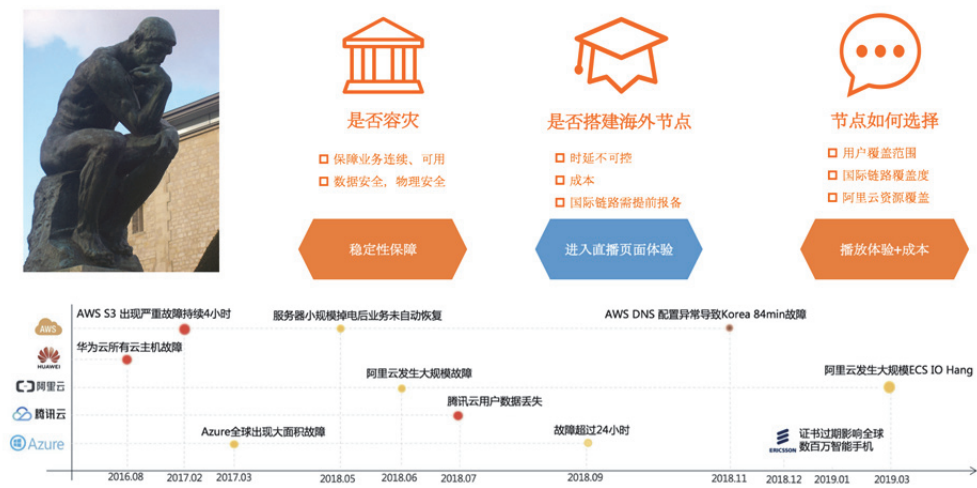 是否容灾
保障业务连续、可用
数据安全，物理安全
稳定性保障
是否搭建海外节点
时延不可控
成本
国际链路需提前报备
进入直播页面体验
节点如何选择
用户覆盖范围
国际链路覆盖度
阿里云资源覆盖
播放体验+成本
AWS S3 出现严重故障持续4小时
服务器小规模掉电后业务未自动恢复
AWS DNS 配置异常导致Korea 84min故障
AWS
华为云所有云主机故障
HUAWEI
阿里云发生大规模故障
阿里云发生大规模ECS IO Hang
阿里云
腾讯云用户数据丢失
腾讯云
Azure全球出现大面积故障
故障超过24小时
证书过期影响全球
数百万智能手机
ERICSSON
Azure
2016.08
2017.02
2017.03
2018.05
2018.06
2018.07
2018.09
2018.11
2018.12
2019.01
2019.03